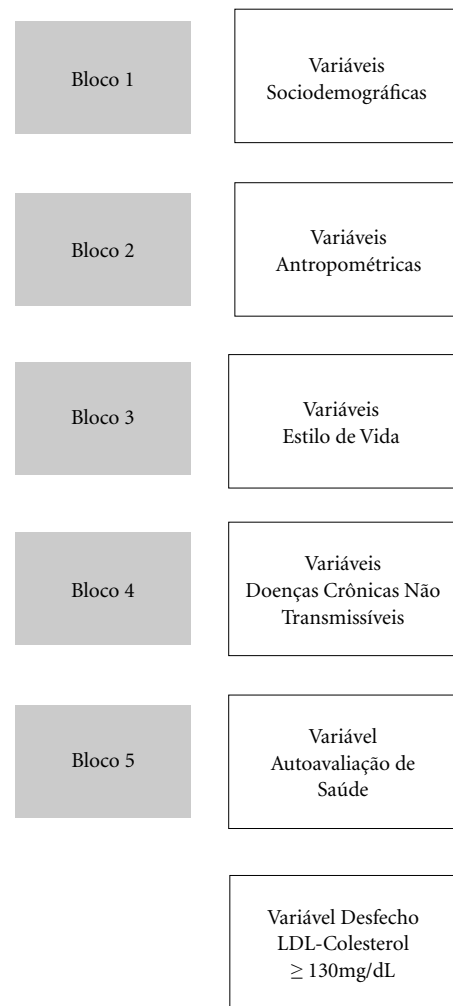 Bloco 1
Variáveis
Sociodemográficas
Bloco 2
Variáveis
Antropométricas
Bloco 3
Variáveis
Estilo de Vida
Bloco 4
Variáveis
Doenças Crônicas Não
Transmissíveis
Bloco 5
Variável
Autoavaliação de
Saúde
Variável Desfecho
LDL-Colesterol
≥ 130mg/dL